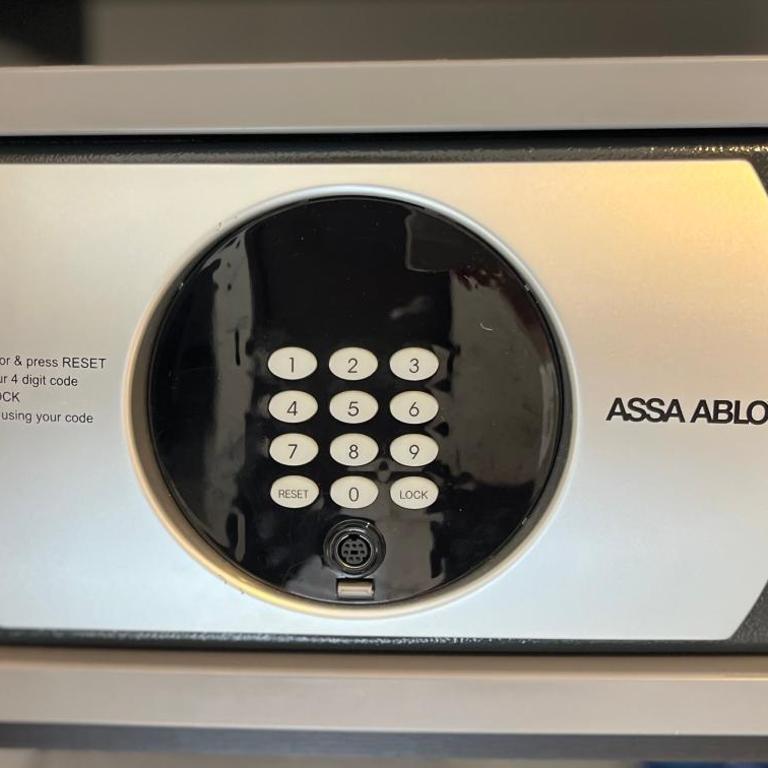 or & press RESET
ur 4 digit code
OCK
using your code
1 2 3
4 5 6
7 8 9
RESET 0 LOCK
ASSA ABLO